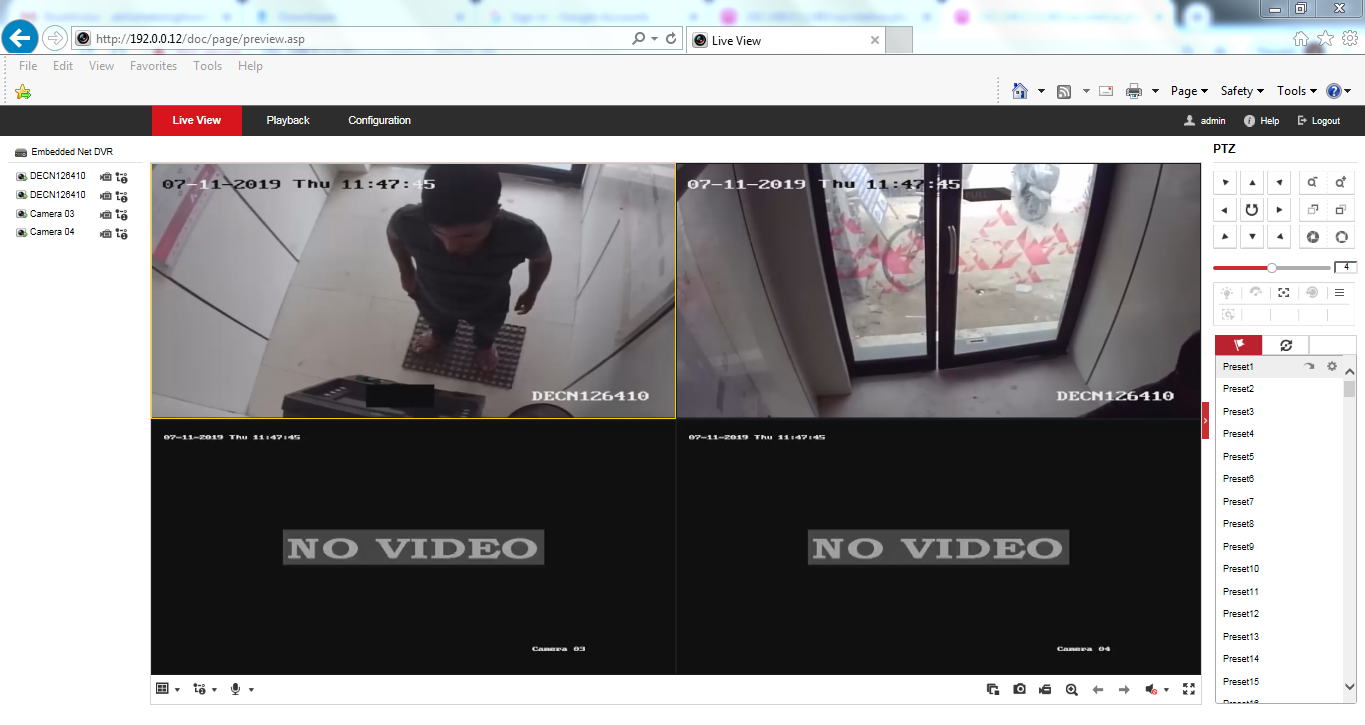 http://192.0.0.12/doc/page/preview.asp
Live View
File Edit View Favorites Tools Help
Page Safety Tools
Live View Playback Configuration admin Help Logout
Embedded Net DVR
DECN126410
DECN126410
Camera 03
Camera 04
07-11-2019 Thu 11:47:45
DECN126410
07-11-2019 Thu 11:47:45
DECN126410
07-11-2019 Thu 11:47:45
NO VIDEO
Camera 03
07-11-2019 Thu 11:47:45
NO VIDEO
Camera 04
PTZ
4
Preset1
Preset2
Preset3
Preset4
Preset5
Preset6
Preset7
Preset8
Preset9
Preset10
Preset11
Preset12
Preset13
Preset14
Preset15